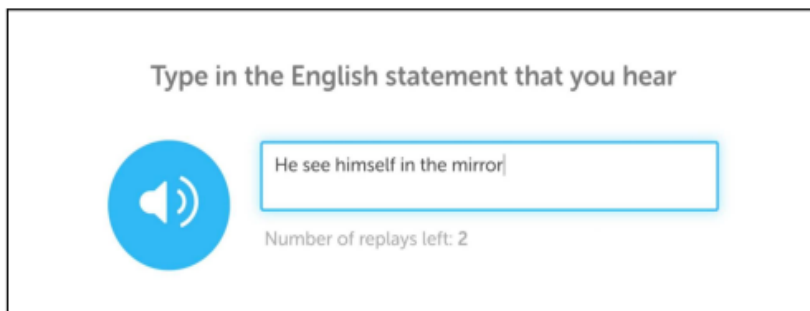 Type in the English statement that you hear
He see himself in the mirror
Number of replays left: 2